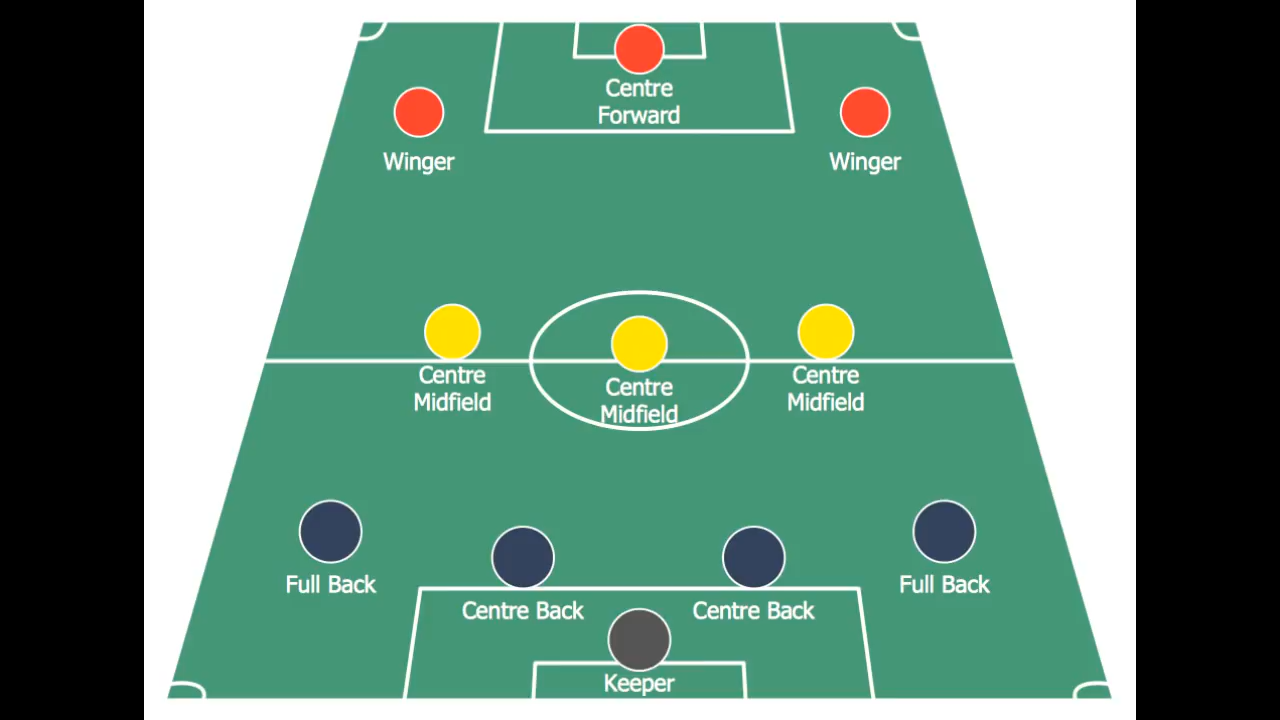 Centre
Forward
Winger
Winger
Centre
Midfield
Centre
Midfield
Centre
Midfield
Full Back
Full Back
Centre Back
Centre Back
Keeper